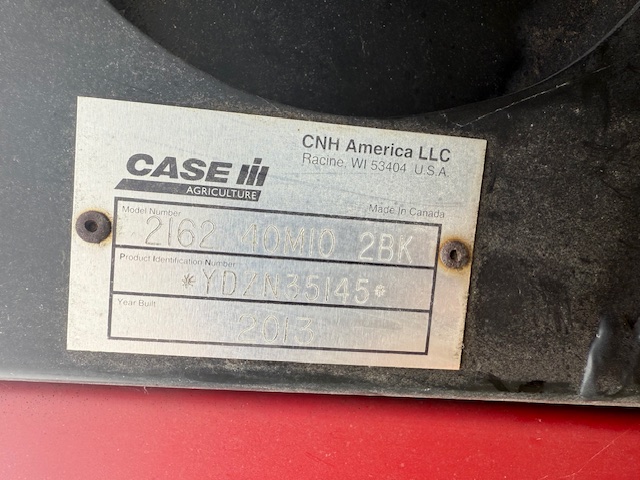 CNH America LLC
Racine, WI 53404 U.S.A.
CASE IH
AGRICULTURE
Made In Canada
Model Number
2162 40M10 2BK
Product Identification Number
*YDZN35145*
Year Built
2013